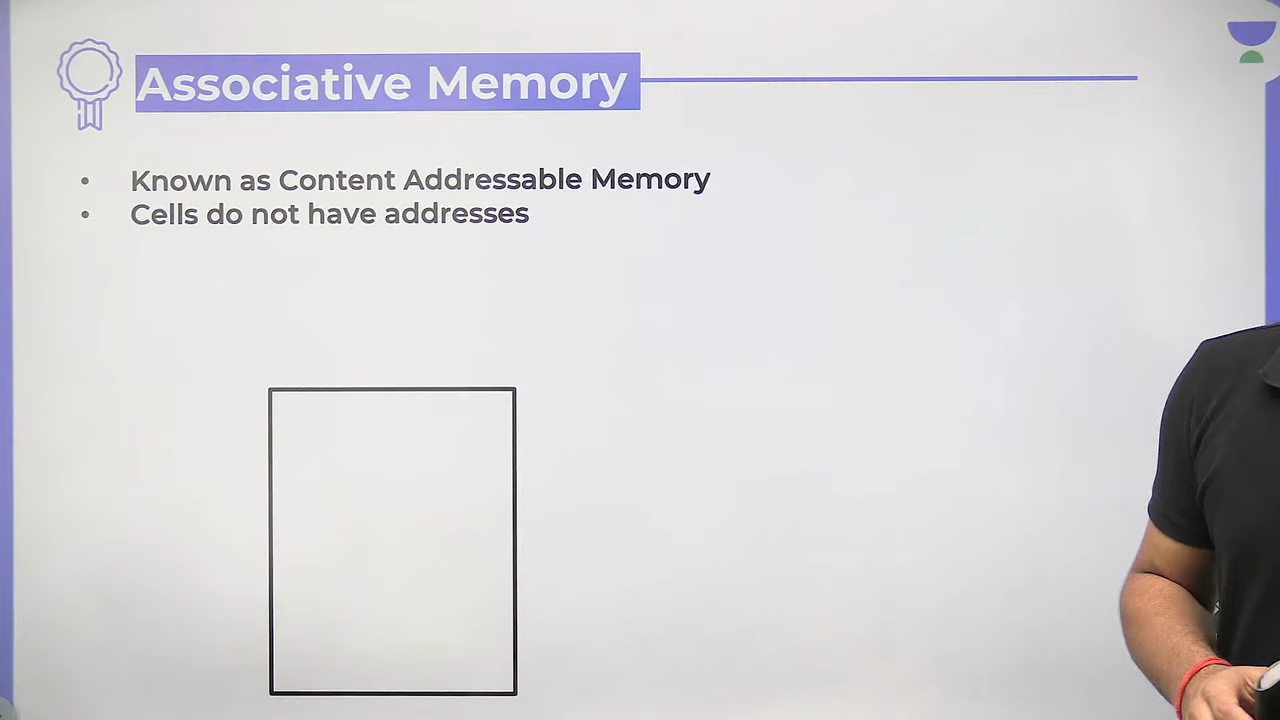 Associative Memory
• Known as Content Addressable Memory
• Cells do not have addresses